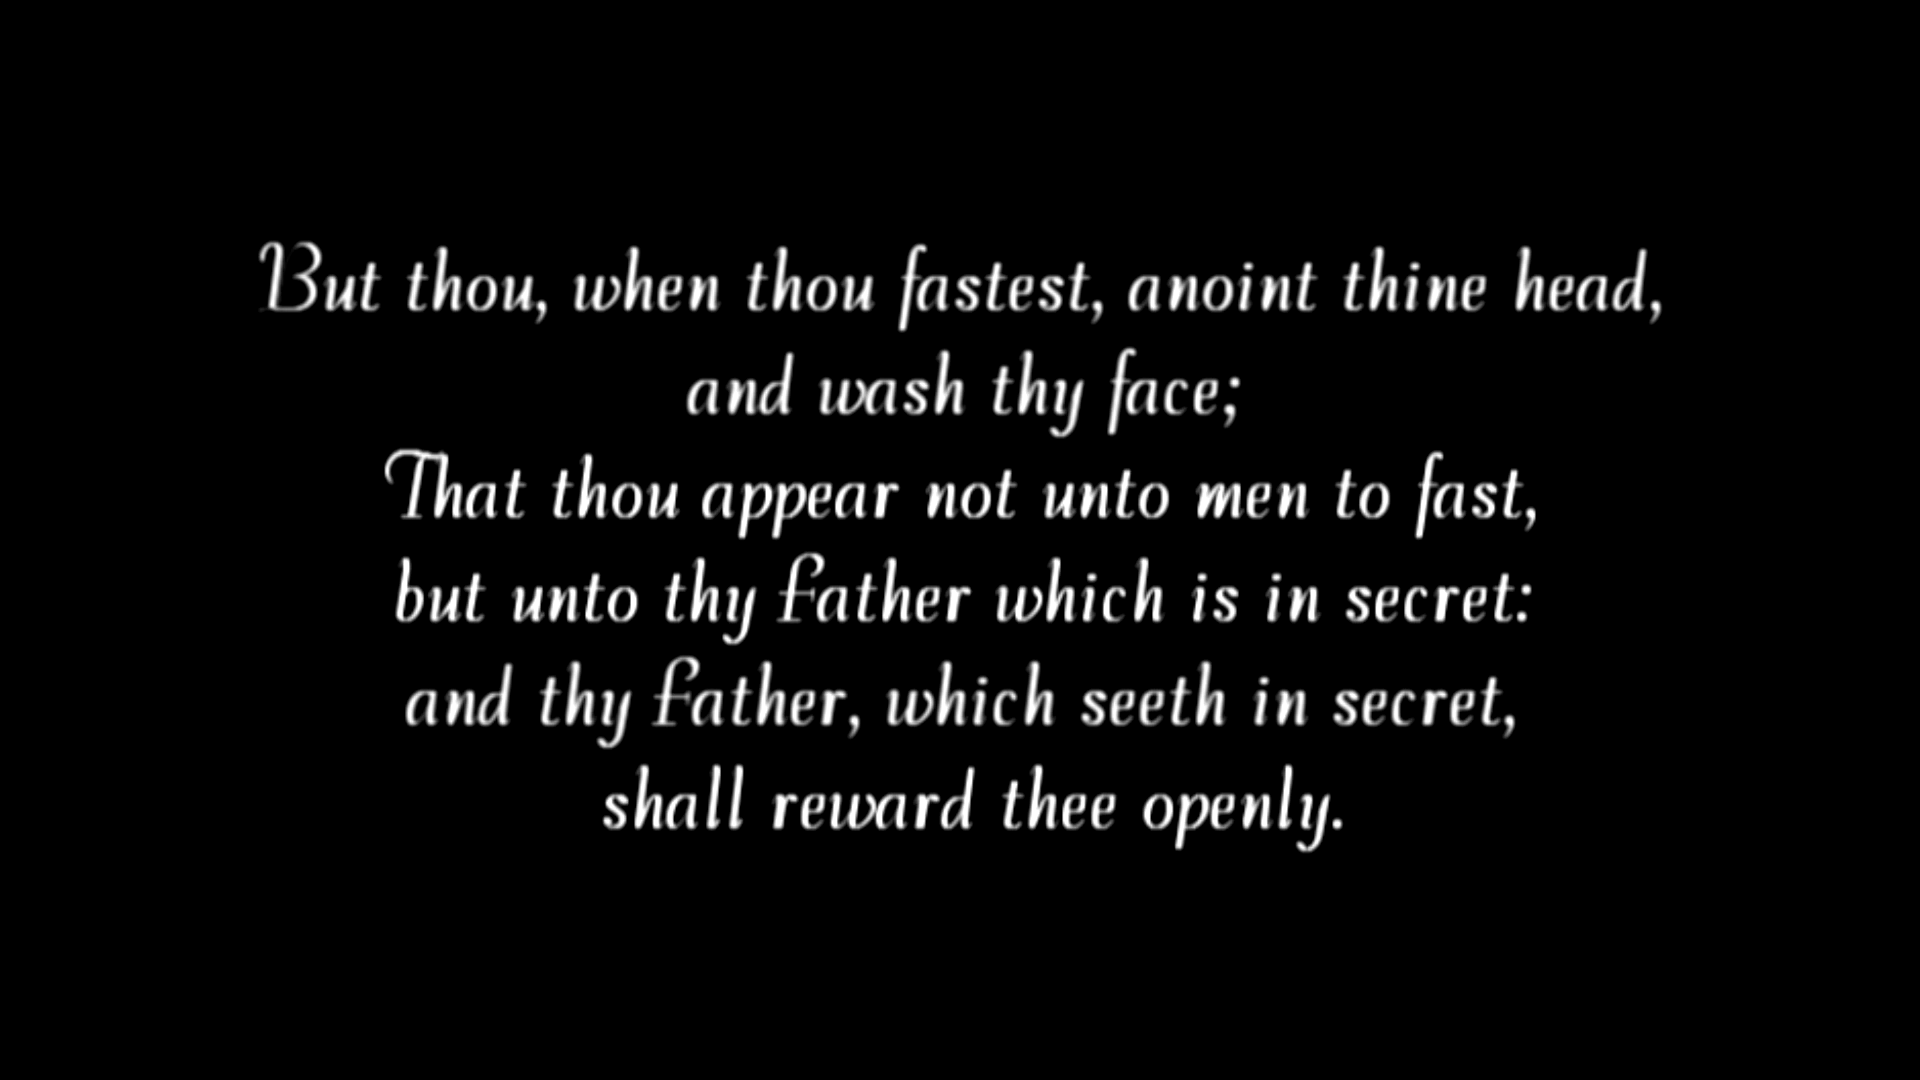 But thou, when thou fastest, anoint thine head,
and wash thy face;
That thou appear not unto men to fast,
but unto thy Father which is in secret:
and thy Father, which seeth in secret,
shall reward thee openly.